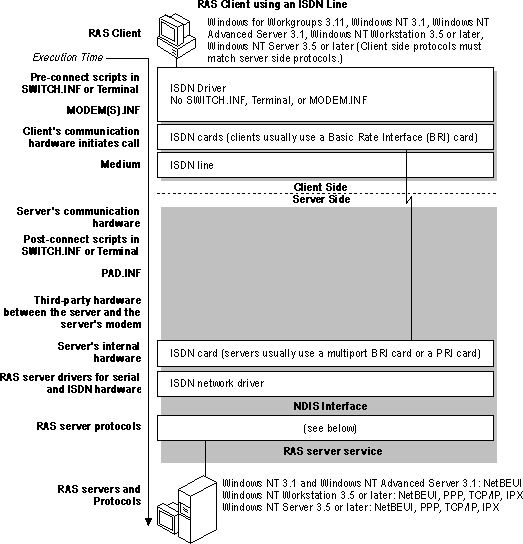 RAS Client using an ISDN Line
RAS Client
Windows for Workgroups 3.11, Windows NT 3.1, Windows NT
Advanced Server 3.1, Windows NT Workstation 3.5 or later,
Windows NT Server 3.5 or later (Client side protocols must
match server side protocols.)
Execution Time
Pre-connect scripts in
SWITCH.INF or Terminal
MODEM(S).INF
ISDN Driver
No SWITCH.INF, Terminal, or MODEM.INF
Client's communication
hardware initiates call
ISDN cards (clients usually use a Basic Rate Interface (BRI) card)
Medium
ISDN line
Client Side
Server Side
Server's communication
hardware
Post-connect scripts in
SWITCH.INF or Terminal
PAD.INF
Third-party hardware
between the server and the
server's modem
Server's internal
hardware
ISDN card (servers usually use a multiport BRI card or a PRI card)
RAS server drivers for serial
and ISDN hardware
ISDN network driver
NDIS Interface
RAS server protocols
(see below)
RAS server service
RAS servers and
Protocols
Windows NT 3.1 and Windows NT Advanced Server 3.1: NetBEUI
Windows NT Workstation 3.5 or later: NetBEUI, PPP, TCP/IP, IPX
Windows NT Server 3.5 or later: NetBEUI, PPP, TCP/IP, IPX